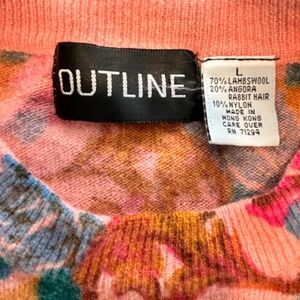 OUTLINE
L
70% LAMBSWOOL
20% ANGORA
RABBIT HAIR
10% NYLON
MADE IN
HONG KONG
CARE OVER
RN 71294